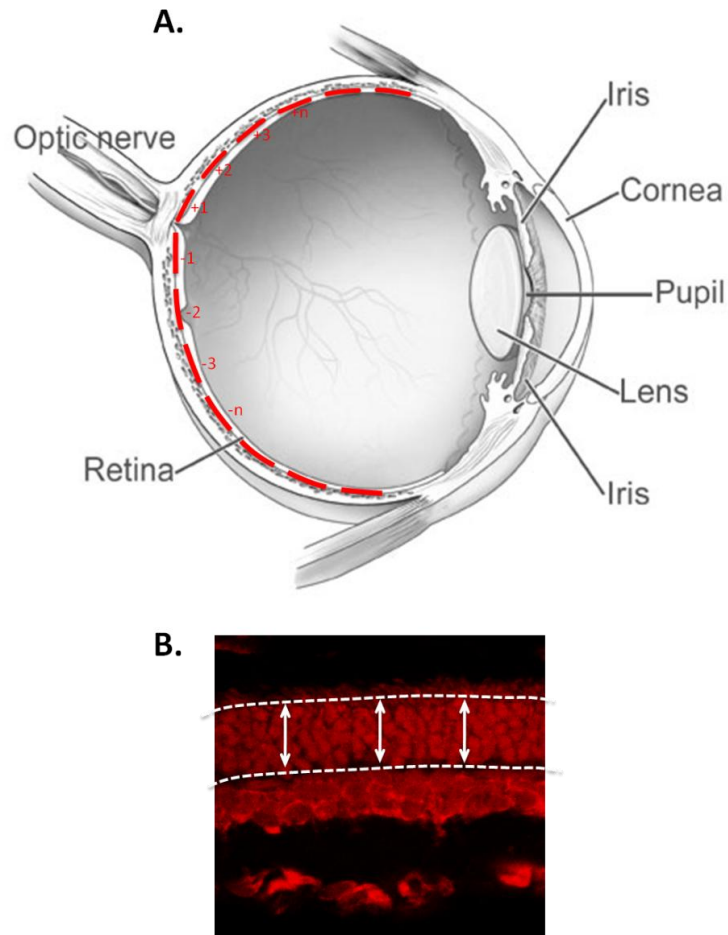 A.
Iris
+n
+3
Optic nerve
+2
Cornea
+1
-1
Pupil
-2
-3
Lens
-n
Retina
Iris
B.